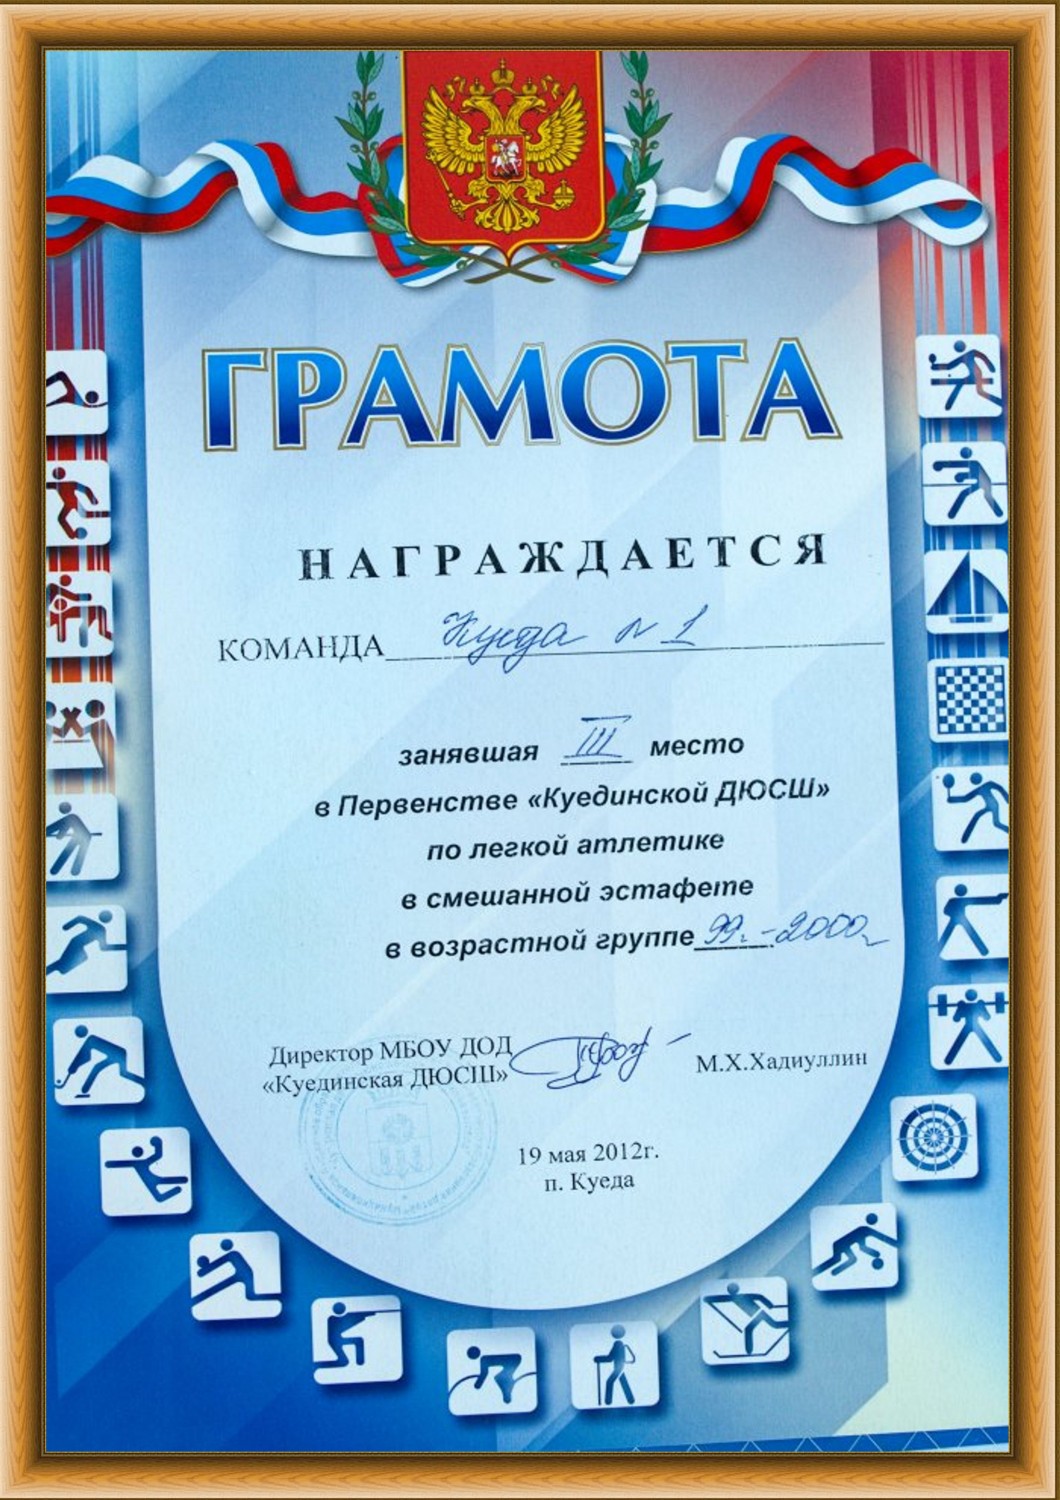 ГРАМОТА
НАГРАЖДАЕТСЯ
КОМАНДА Куеда №1
занявшая III место
в Первенстве «Куединской ДЮСШ»
по легкой атлетике
в смешанной эстафете
в возрастной группе 99г.-2000
Директор МБОУ ДОД
«Куединская ДЮСШ»
М.Х.Хадиуллин
19 мая 2012г.
п. Куеда